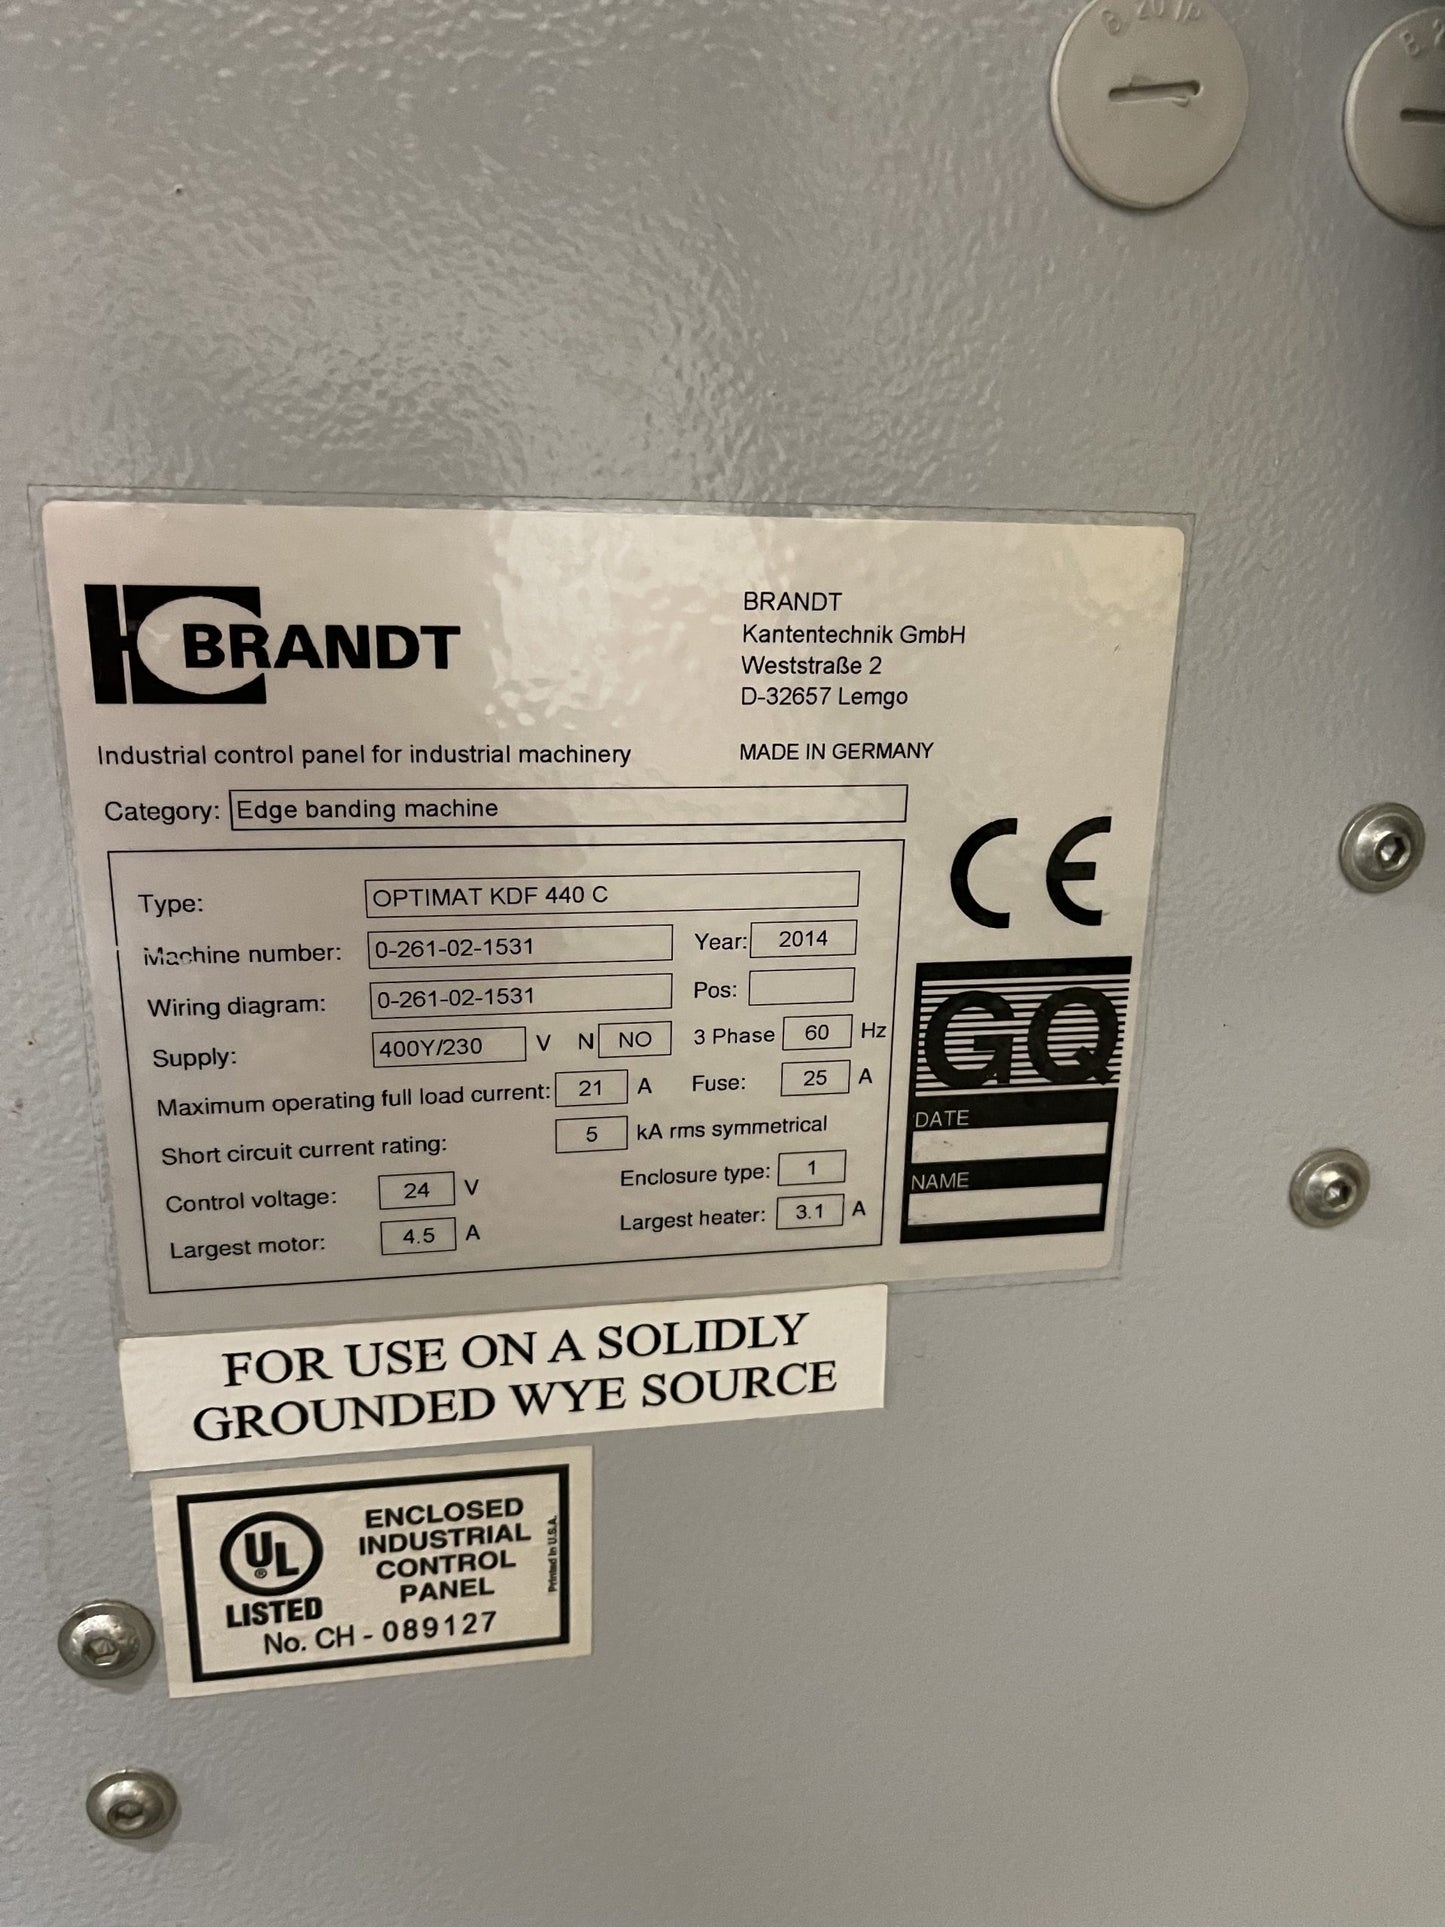 BRANDT
BRANDT
Kantentechnik GmbH
Weststraße 2
D-32657 Lemgo
Industrial control panel for industrial machinery
MADE IN GERMANY
Category: Edge banding machine
CE
Type: OPTIMAT KDF 440 C
Machine number: 0-261-02-1531 Year: 2014
Wiring diagram: 0-261-02-1531 Pos:
Supply: 400Y/230 V N NO 3 Phase 60 Hz
Maximum operating full load current: 21 A Fuse: 25 A
Short circuit current rating: 5 kA rms symmetrical
Control voltage: 24 V Enclosure type: 1
Largest motor: 4.5 A Largest heater: 3.1 A
GQ
DATE
NAME
FOR USE ON A SOLIDLY
GROUNDED WYE SOURCE
UL
®
LISTED
ENCLOSED
INDUSTRIAL
CONTROL
PANEL
No. CH - 089127
Printed in U.S.A.